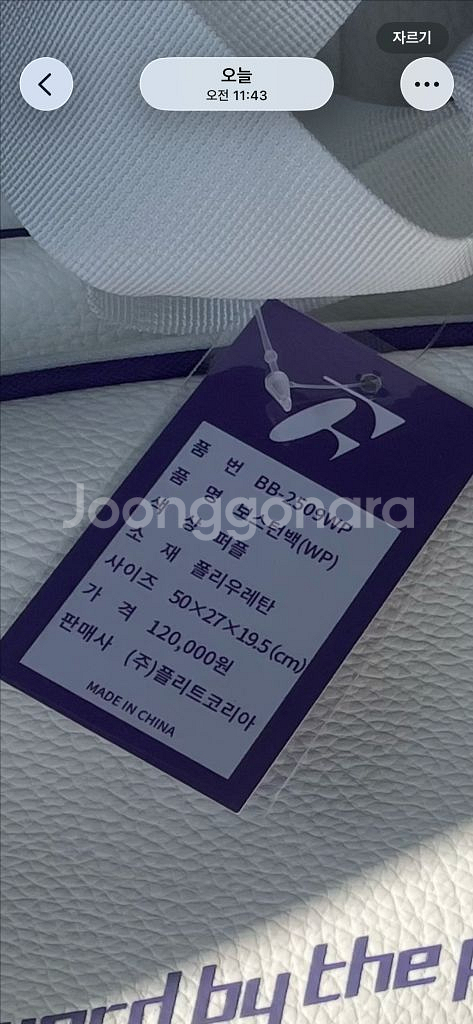 자르기
오늘
오전 11:43
품 번 BB-2509WP
품 명 보스턴백(WP)
색 상 퍼플
소 재 폴리우레탄
사이즈 50×27×19.5(cm)
가 격 120,000원
판매사 (주)플리트코리아
MADE IN CHINA
Joonggonara
word by the